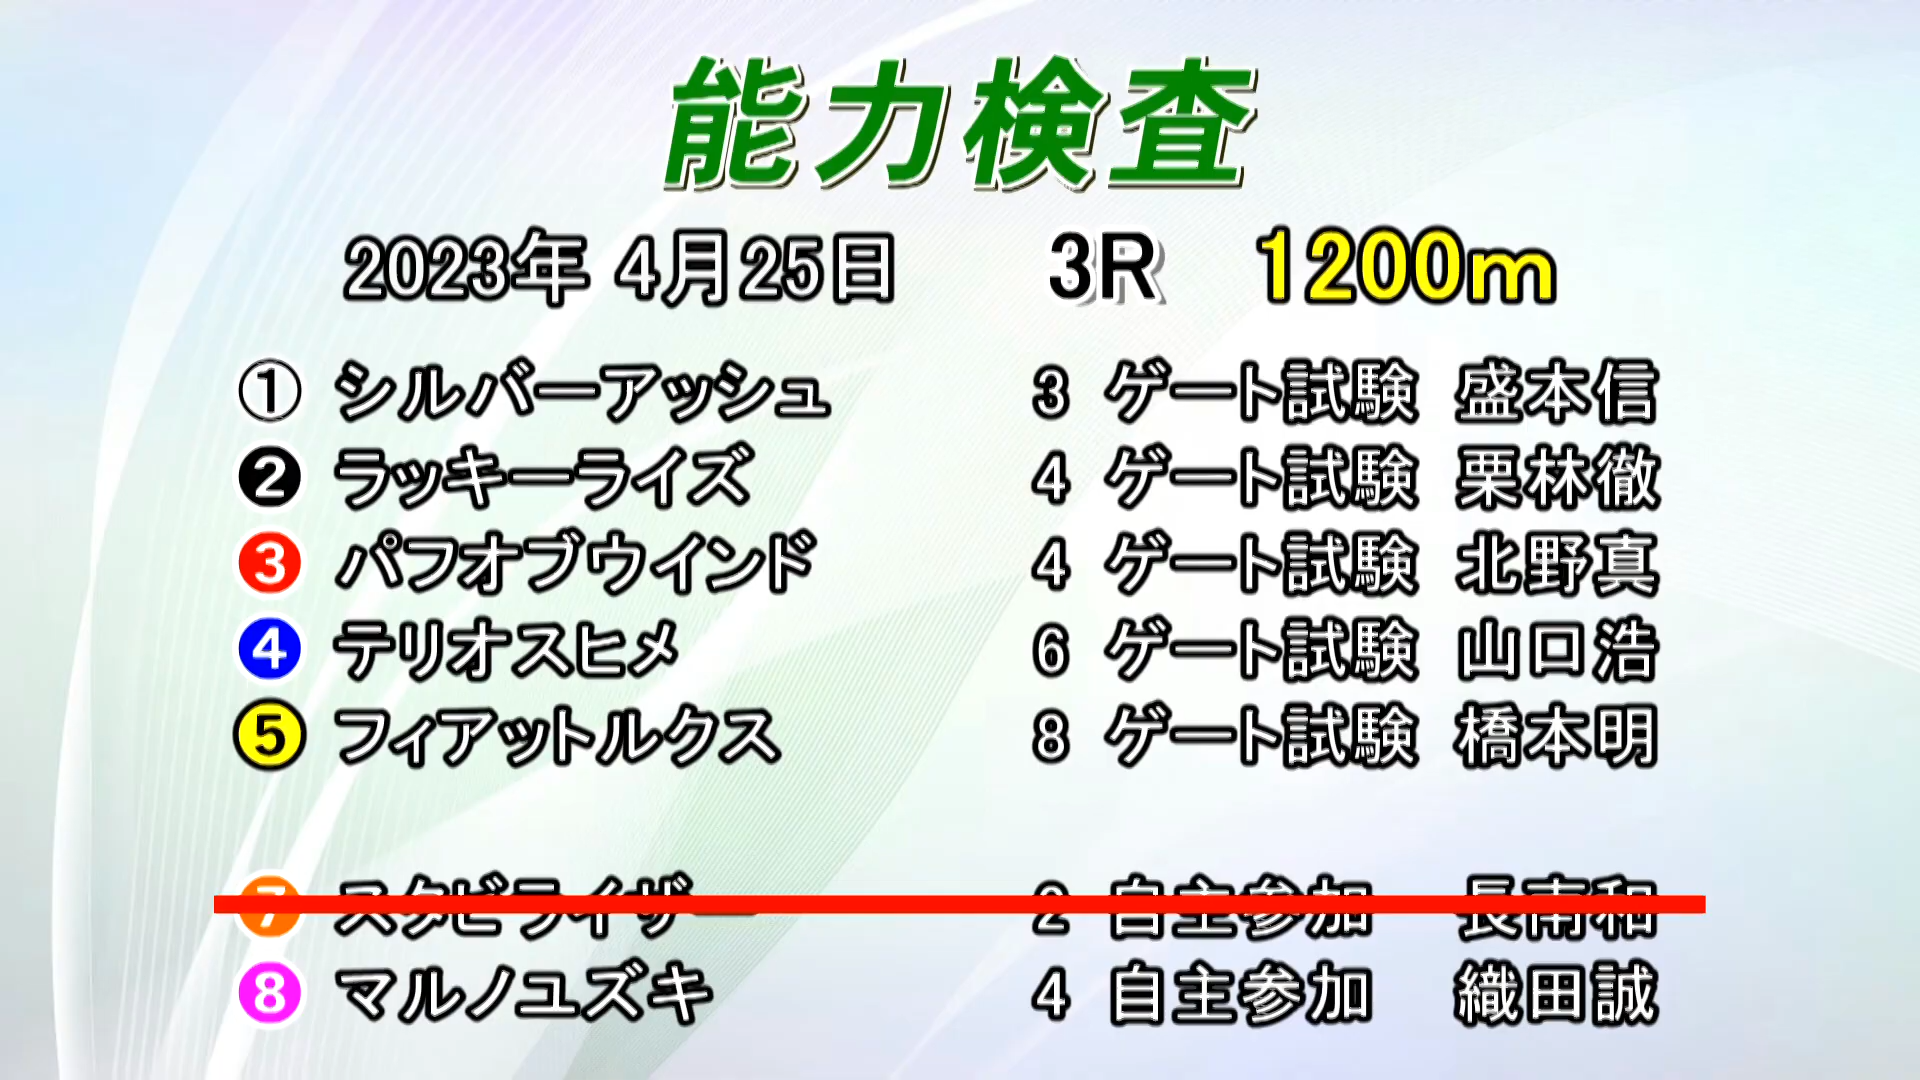 能力検査
2023年 4月25日 3R 1200m
① シルバーアッシュ 3 ゲート試験 盛本信
❷ ラッキーライズ 4 ゲート試験 栗林徹
❸ パフオブウインド 4 ゲート試験 北野真
❹ テリオスヒメ 6 ゲート試験 山口浩
⑤ フィアットルクス 8 ゲート試験 橋本明
❼ スタビライザー 2 自主参加 長南和
❽ マルノユズキ 4 自主参加 織田誠